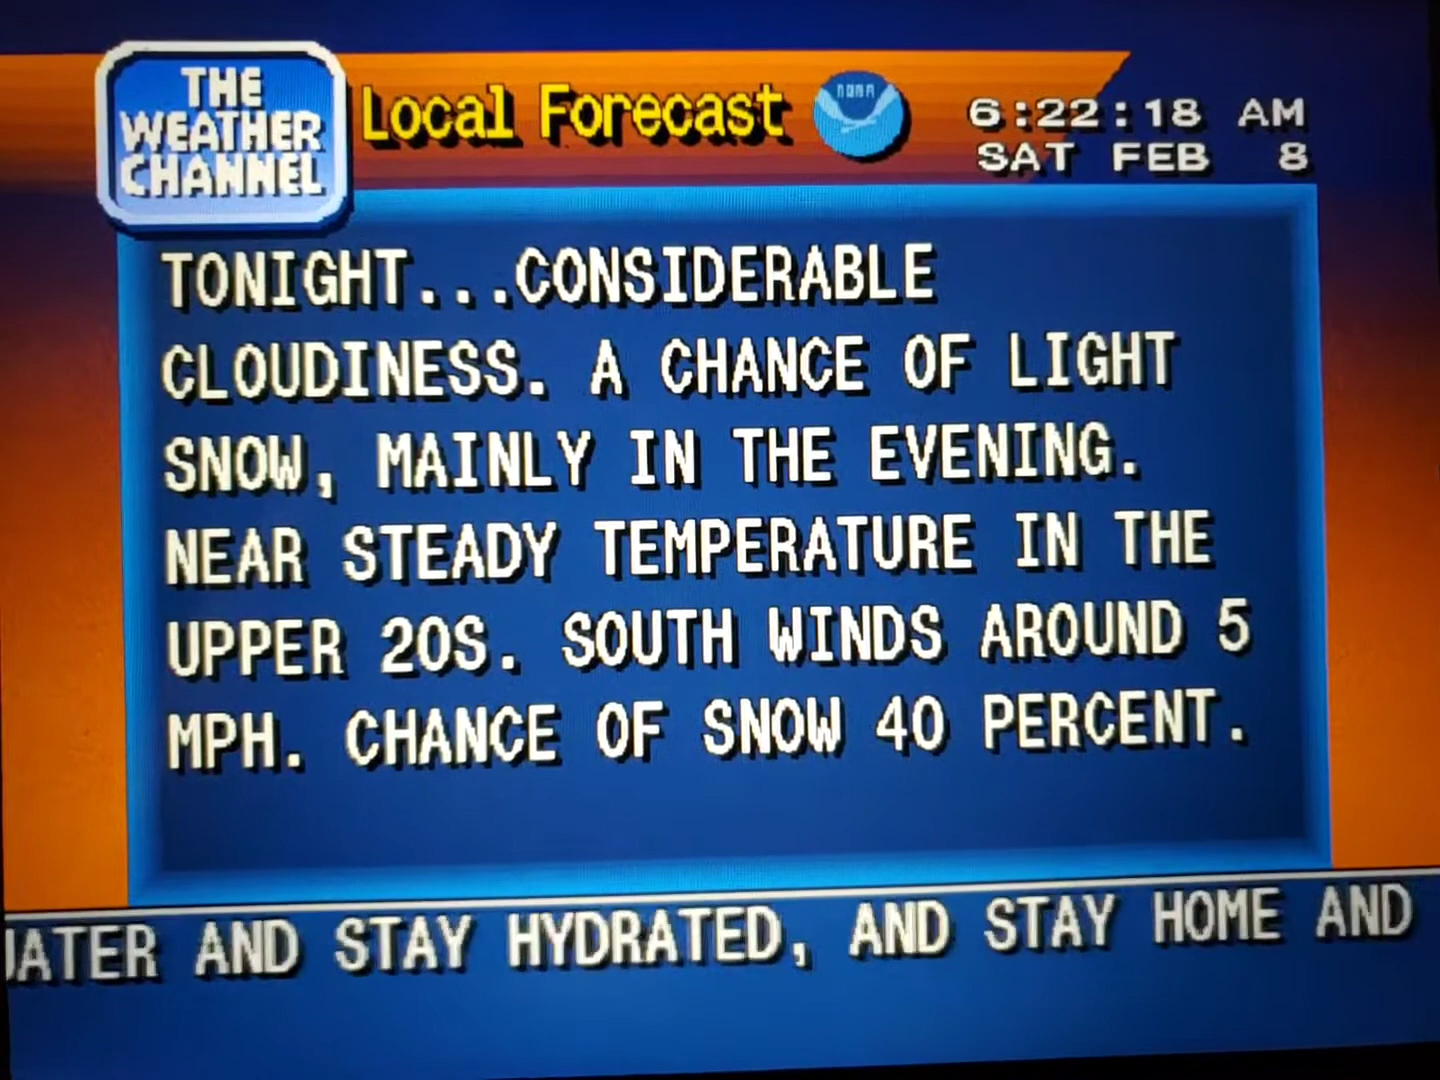 THE
WEATHER
CHANNEL
Local Forecast
NOAA
6:22:18 AM
SAT FEB 8
TONIGHT...CONSIDERABLE
CLOUDINESS. A CHANCE OF LIGHT
SNOW, MAINLY IN THE EVENING.
NEAR STEADY TEMPERATURE IN THE
UPPER 20S. SOUTH WINDS AROUND 5
MPH. CHANCE OF SNOW 40 PERCENT.
ATER AND STAY HYDRATED, AND STAY HOME AND